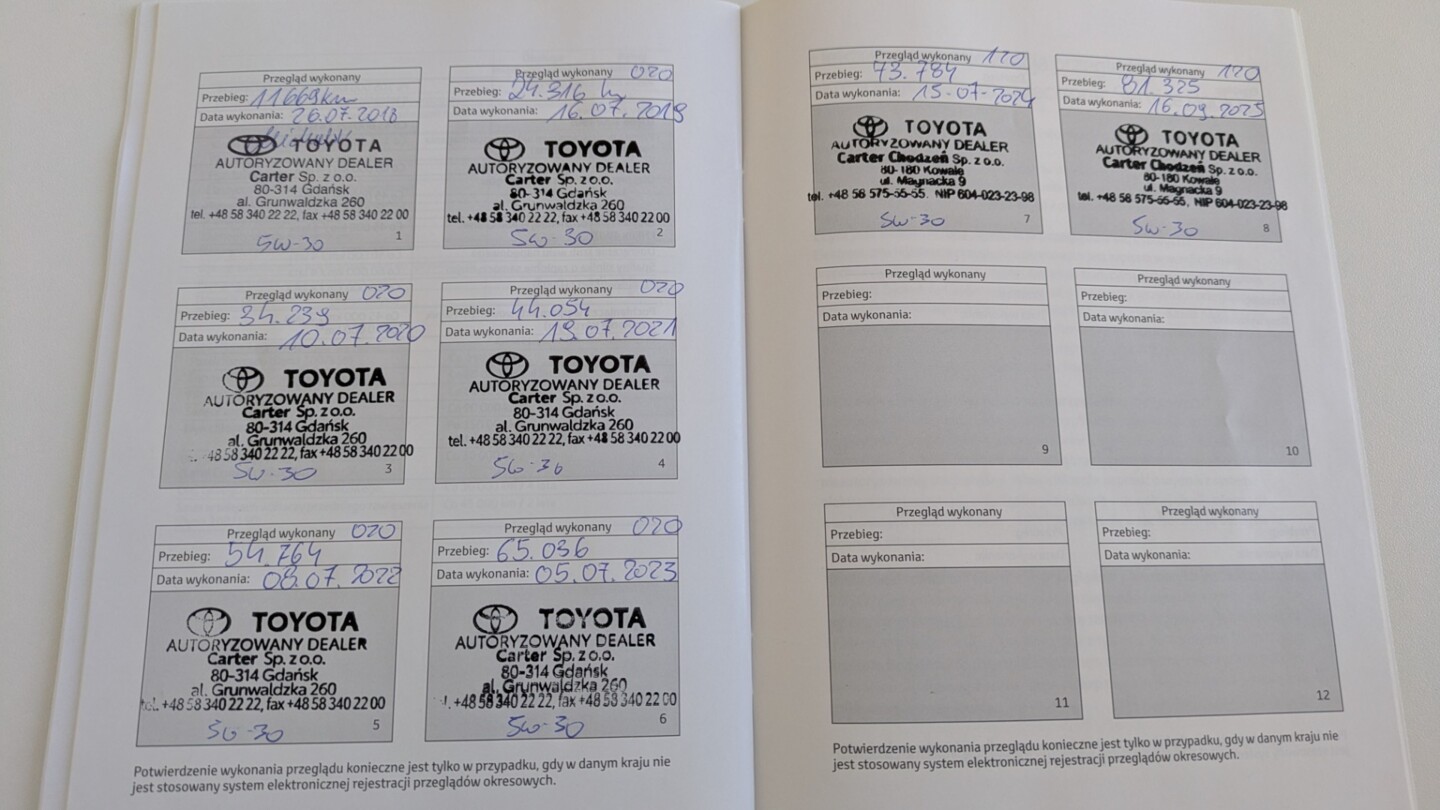 Przegląd wykonany
Przebieg: 11669km
Data wykonania: 26.07.2018
TOYOTA
AUTORYZOWANY DEALER
Carter Sp. z o.o.
80-314 Gdańsk
al. Grunwaldzka 260
tel. +48 58 340 22 22, fax +48 58 340 22 00
5W-30
1
Przegląd wykonany 020
Przebieg: 24.316
Data wykonania: 16.07.2019
TOYOTA
AUTORYZOWANY DEALER
Carter Sp. z o.o.
80-314 Gdańsk
al. Grunwaldzka 260
tel. +48 58 340 22 22, fax +48 58 340 22 00
5W-30
2
Przegląd wykonany 020
Przebieg: 34.239
Data wykonania: 10.07.2020
TOYOTA
AUTORYZOWANY DEALER
Carter Sp. z o.o.
80-314 Gdańsk
al. Grunwaldzka 260
+48 58 340 22 22, fax +48 58 340 22 00
5W-30
3
Przegląd wykonany 020
Przebieg: 44.054
Data wykonania: 19.07.2021
TOYOTA
AUTORYZOWANY DEALER
Carter Sp. z o.o.
80-314 Gdańsk
al. Grunwaldzka 260
tel. +48 58 340 22 22, fax +48 58 340 22 00
5W-30
4
Przegląd wykonany 020
Przebieg: 54.764
Data wykonania: 08.07.2022
TOYOTA
AUTORYZOWANY DEALER
Carter Sp. z o.o.
80-314 Gdańsk
al. Grunwaldzka 260
tel. +48 58 340 22 22, fax +48 58 340 22 00
5W-30
5
Przegląd wykonany 020
Przebieg: 65.036
Data wykonania: 05.07.2023
TOYOTA
AUTORYZOWANY DEALER
Carter Sp. z o.o.
80-314 Gdańsk
al. Grunwaldzka 260
+48 58 340 22 22, fax +48 58 340 22 00
5W-30
6
Potwierdzenie wykonania przeglądu konieczne jest tylko w przypadku, gdy w danym kraju nie
jest stosowany system elektronicznej rejestracji przeglądów okresowych.
Przegląd wykonany 120
Przebieg: 73.784
Data wykonania: 15-07-2024
TOYOTA
AUTORYZOWANY DEALER
Carter Chodzeń Sp. z o.o.
80-180 Kowale
ul. Magnacka 9
tel. +48 58 575-55-55. NIP 604-023-23-98
5W-30
7
Przegląd wykonany 120
Przebieg: 81.325
Data wykonania: 16.09.2025
TOYOTA
AUTORYZOWANY DEALER
Carter Chodzeń Sp. z o.o.
80-180 Kowale
ul. Magnacka 9
tel. +48 58 575-55-55, NIP 604-023-23-98
5W-30
8
Przegląd wykonany
Przebieg:
Data wykonania:
9
Przegląd wykonany
Przebieg:
Data wykonania:
10
Przegląd wykonany
Przebieg:
Data wykonania:
11
Przegląd wykonany
Przebieg:
Data wykonania:
12
Potwierdzenie wykonania przeglądu konieczne jest tylko w przypadku, gdy w danym kraju nie
jest stosowany system elektronicznej rejestracji przeglądów okresowych.